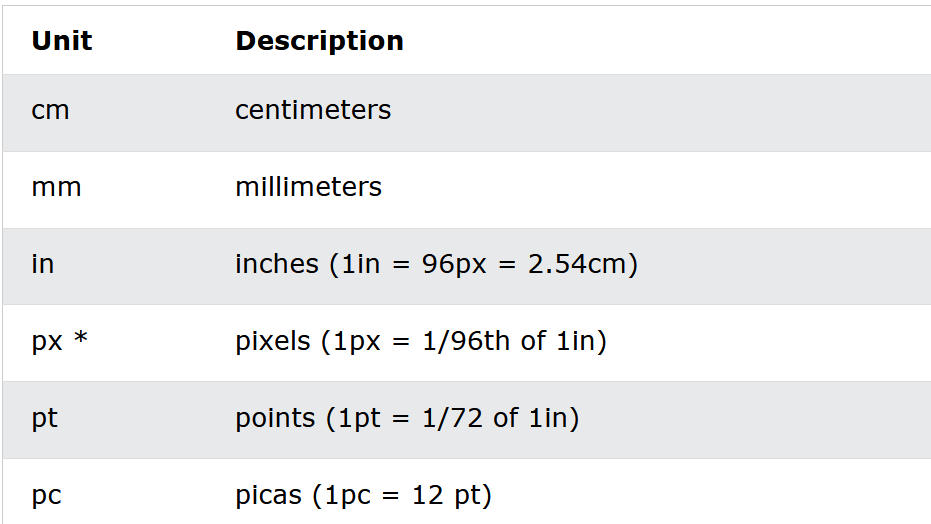 Unit Description
cm centimeters
mm millimeters
in inches (1in = 96px = 2.54cm)
px * pixels (1px = 1/96th of 1in)
pt points (1pt = 1/72 of 1in)
pc picas (1pc = 12 pt)